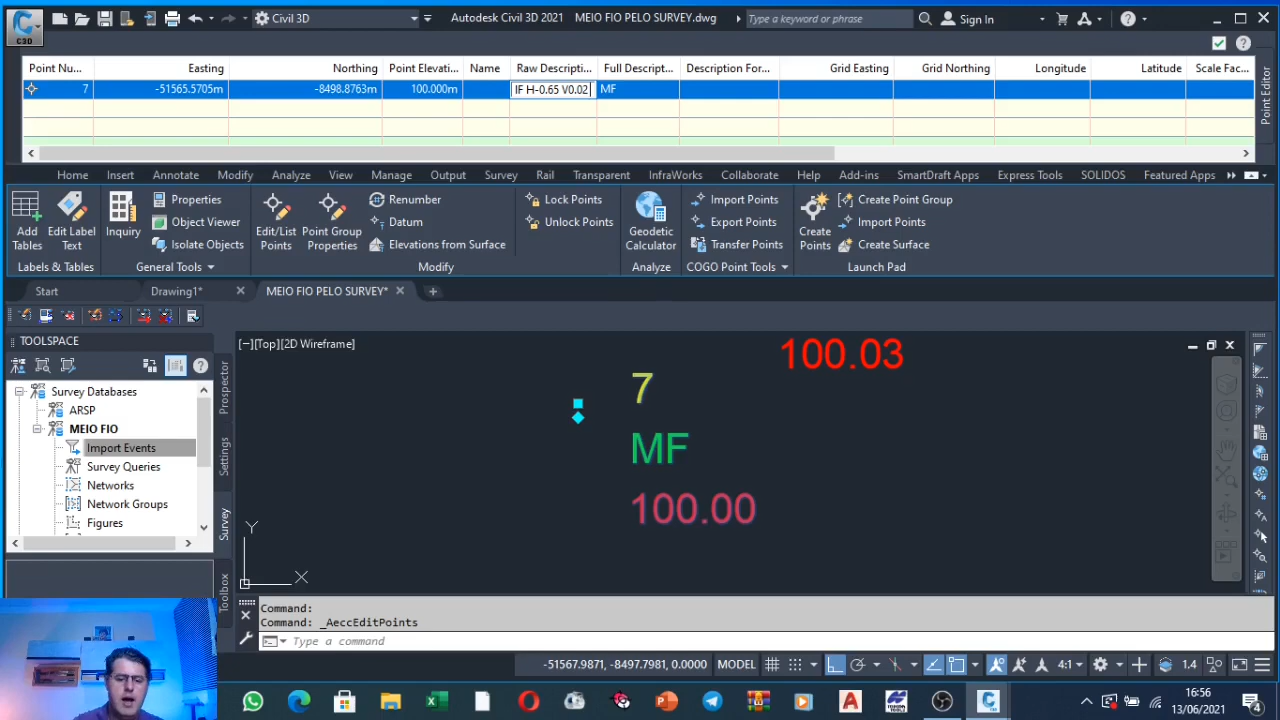 C3D
Civil 3D
Autodesk Civil 3D 2021 MEIO FIO PELO SURVEY.dwg
Type a keyword or phrase
Sign In
Point Nu... Easting Northing Point Elevati... Name Raw Descripti... Full Descript... Description For... Grid Easting Grid Northing Longitude Latitude Scale Fac...
7 -51565.5705m -8498.8763m 100.000m IF H-0.65 V0.02 MF
Point Editor
Home Insert Annotate Modify Analyze View Manage Output Survey Rail Transparent InfraWorks Collaborate Help Add-ins SmartDraft Apps Express Tools SOLIDOS Featured Apps
Add Tables
Edit Label Text
Labels & Tables
Inquiry
Properties
Object Viewer
Isolate Objects
General Tools
Edit/List Points
Point Group Properties
Renumber
Datum
Elevations from Surface
Lock Points
Unlock Points
Modify
Geodetic Calculator
Analyze
Import Points
Export Points
Transfer Points
COGO Point Tools
Create Points
Create Point Group
Import Points
Create Surface
Launch Pad
Start Drawing1* MEIO FIO PELO SURVEY*
TOOLSPACE
Survey Databases
ARSP
MEIO FIO
Import Events
Survey Queries
Networks
Network Groups
Figures
Prospector
Settings
Survey
Toolbox
[−][Top][2D Wireframe]
100.03
7
MF
100.00
Y
X
Command:
Command: _AeccEditPoints
Type a command
-51567.9871, -8497.7981, 0.0000 MODEL 4:1 1.4
16:56
13/06/2021
4